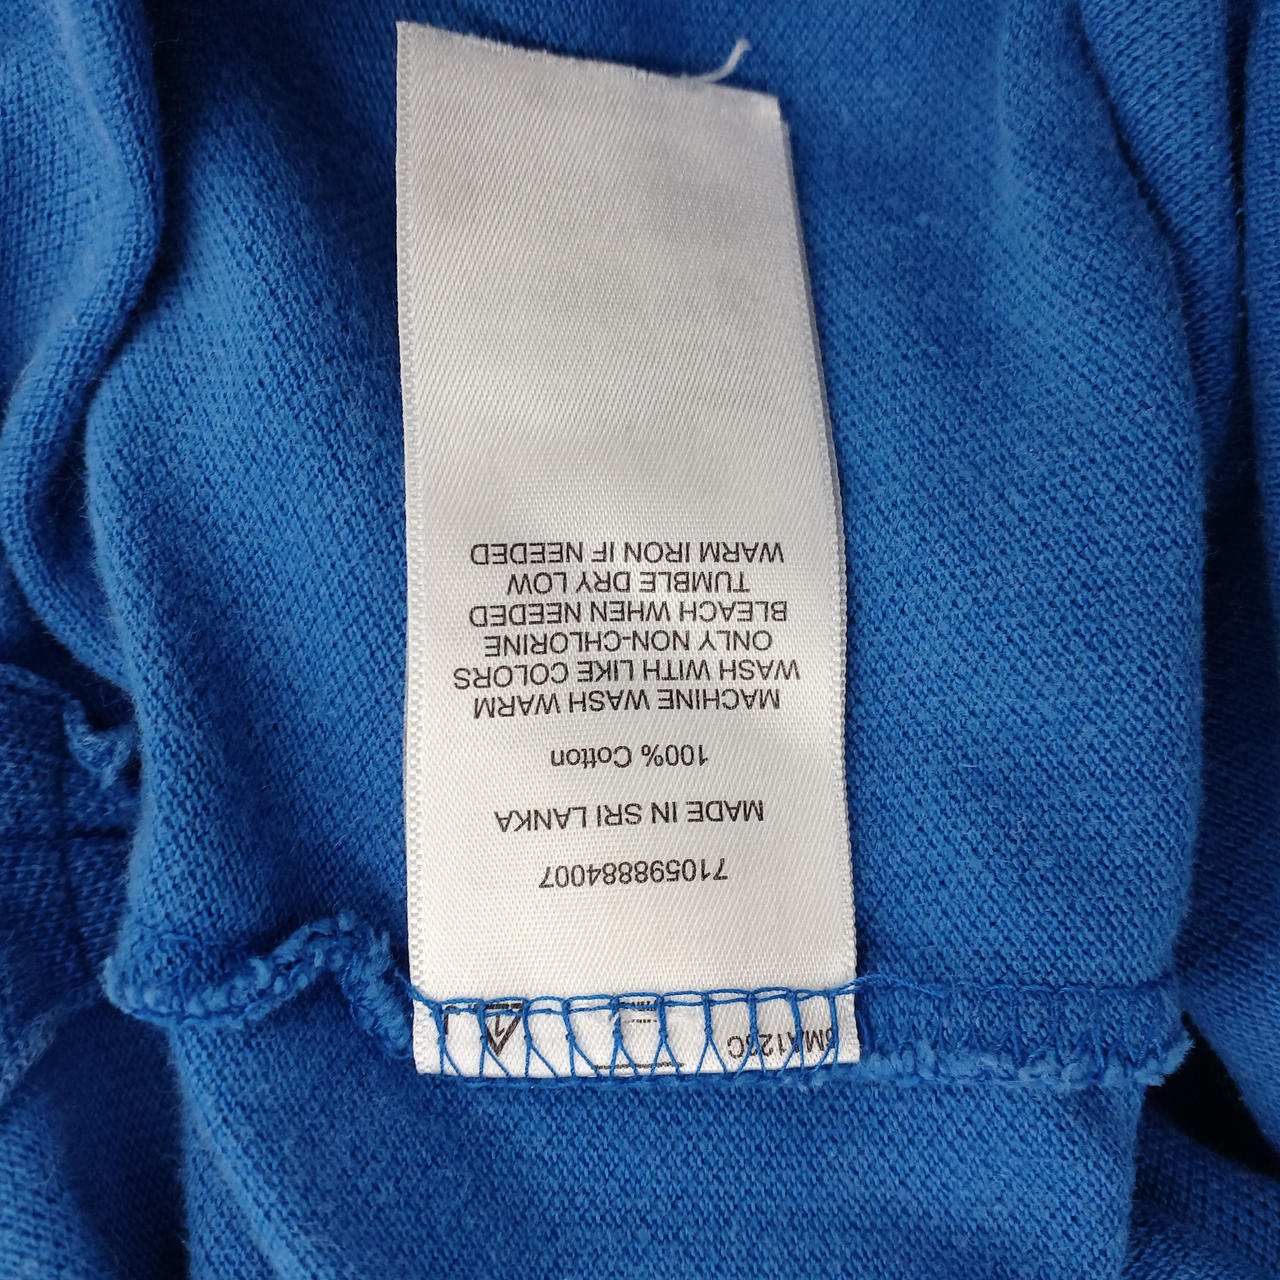 710598884007
MADE IN SRI LANKA
100% Cotton
MACHINE WASH WARM
WASH WITH LIKE COLORS
ONLY NON-CHLORINE
BLEACH WHEN NEEDED
TUMBLE DRY LOW
WARM IRON IF NEEDED